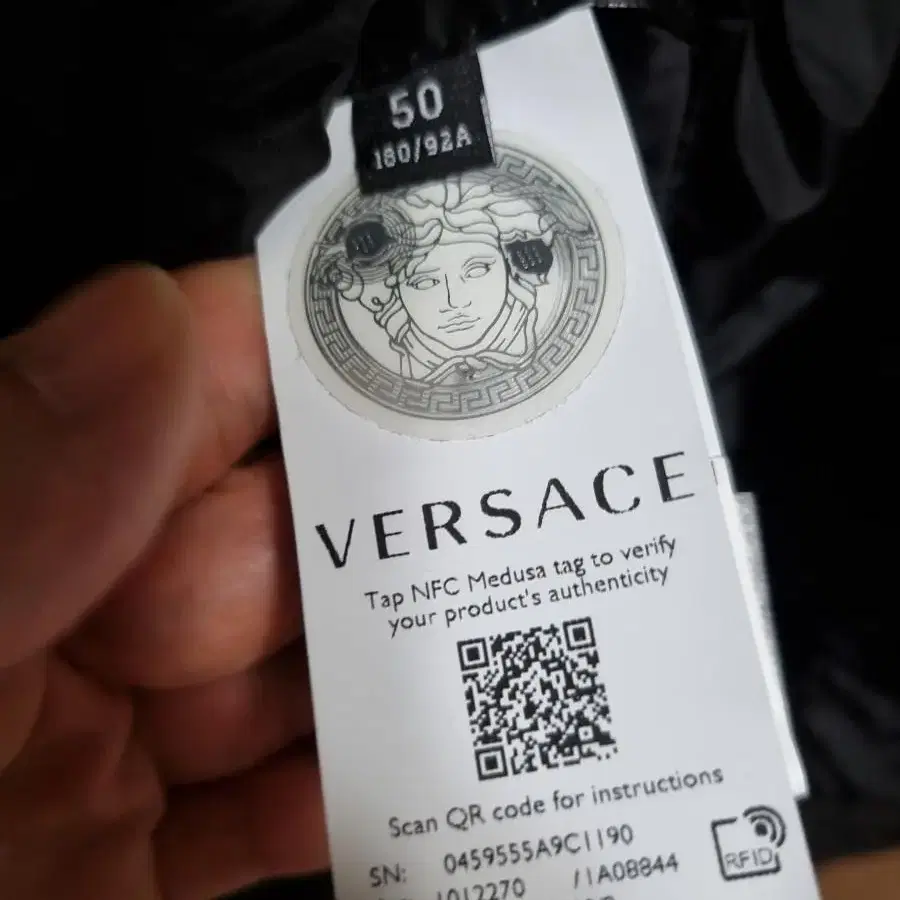 50
180/92A
VERSACE
Tap NFC Medusa tag to verify
your product's authenticity
Scan QR code for instructions
SN: 0459555A9C1190
1012270 /1A08844
RFID